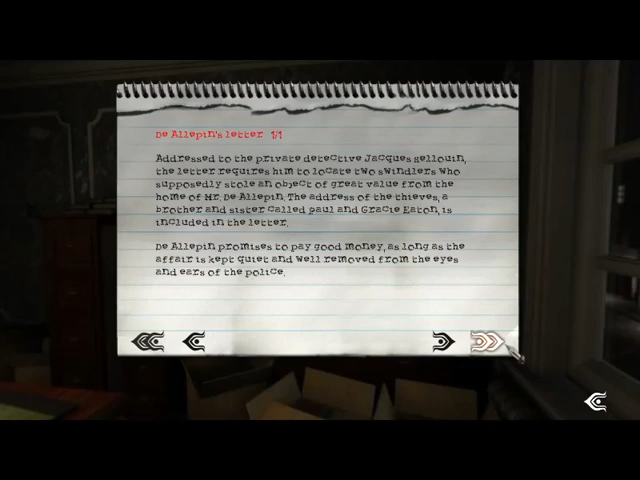 De Allepin's letter 1/1
Addressed to the private detective Jacques Sellouin,
the letter requires him to locate two swindlers who
supposedly stole an object of great value from the
home of Mr. De Allepin. The address of the thieves, a
brother and sister called Paul and Gracie Eaton, is
included in the letter.
De Allepin promises to pay good money, as long as the
affair is kept quiet and well removed from the eyes
and ears of the police.